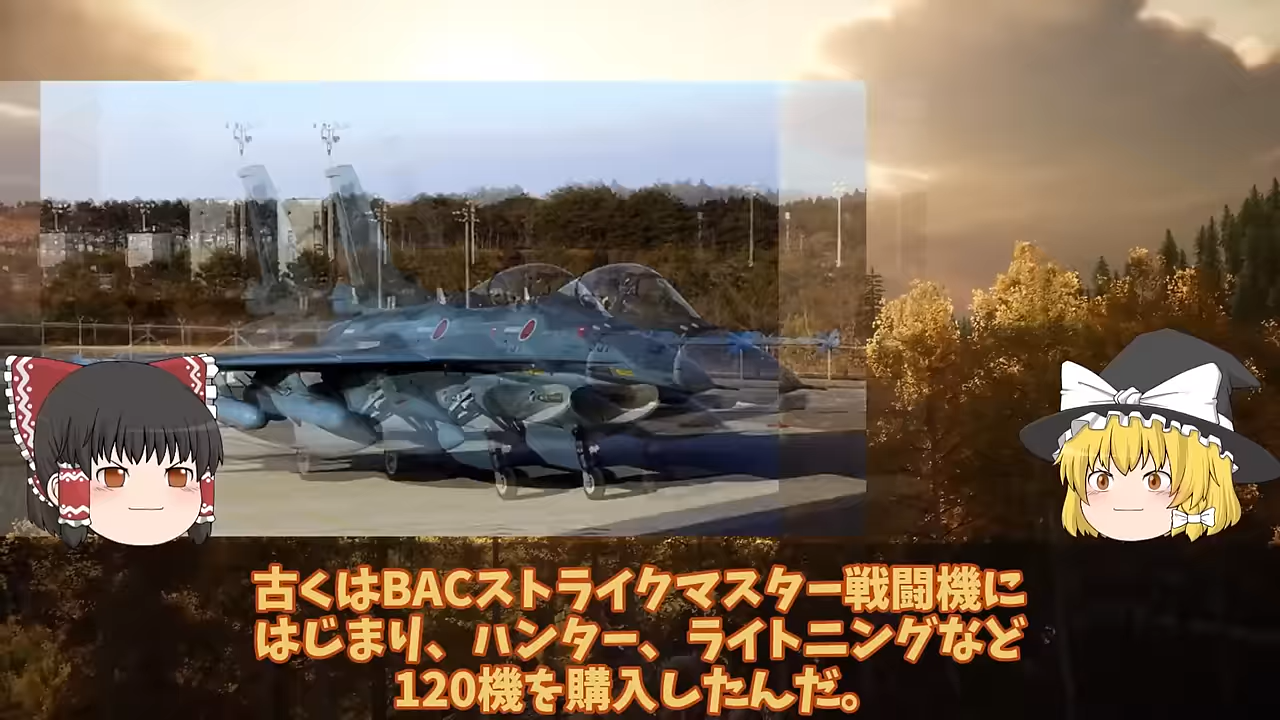 古くはBACストライクマスター戦闘機に
はじまり、ハンター、ライトニングなど
120機を購入したんだ。